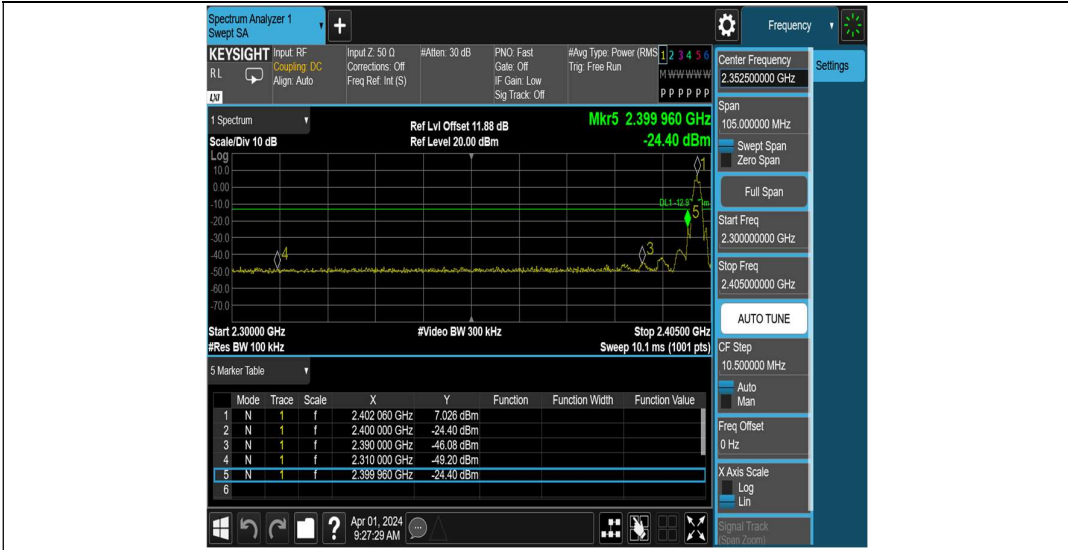 Spectrum Analyzer 1
Swept SA
+
Frequency
KEYSIGHT
RL
LXI
Input: RF
Coupling: DC
Align: Auto
Input Z: 50 Ω
Corrections: Off
Freq Ref: Int (S)
#Atten: 30 dB
PNO: Fast
Gate: Off
IF Gain: Low
Sig Track: Off
#Avg Type: Power (RMS
Trig: Free Run
1 2 3 4 5 6
M W W W W W
P P P P P P
1 Spectrum
Scale/Div 10 dB
Ref Lvl Offset 11.88 dB
Ref Level 20.00 dBm
Mkr5 2.399 960 GHz
-24.40 dBm
Log
10.0
0.00
-10.0
-20.0
-30.0
-40.0
-50.0
-60.0
-70.0
1
5
3
4
Start 2.30000 GHz
#Res BW 100 kHz
#Video BW 300 kHz
Stop 2.40500 GHz
Sweep 10.1 ms (1001 pts)
5 Marker Table
Mode Trace Scale X Y Function Function Width Function Value
1 N 1 f 2.402 060 GHz 7.026 dBm
2 N 1 f 2.400 000 GHz -24.40 dBm
3 N 1 f 2.390 000 GHz -46.08 dBm
4 N 1 f 2.310 000 GHz -49.20 dBm
5 N 1 f 2.399 960 GHz -24.40 dBm
6
?
Apr 01, 2024
9:27:29 AM
Center Frequency
2.352500000 GHz
Settings
Span
105.000000 MHz
Swept Span
Zero Span
Full Span
Start Freq
2.300000000 GHz
Stop Freq
2.405000000 GHz
AUTO TUNE
CF Step
10.500000 MHz
Auto
Man
Freq Offset
0 Hz
X Axis Scale
Log
Lin
Signal Track
(Span Zoom)